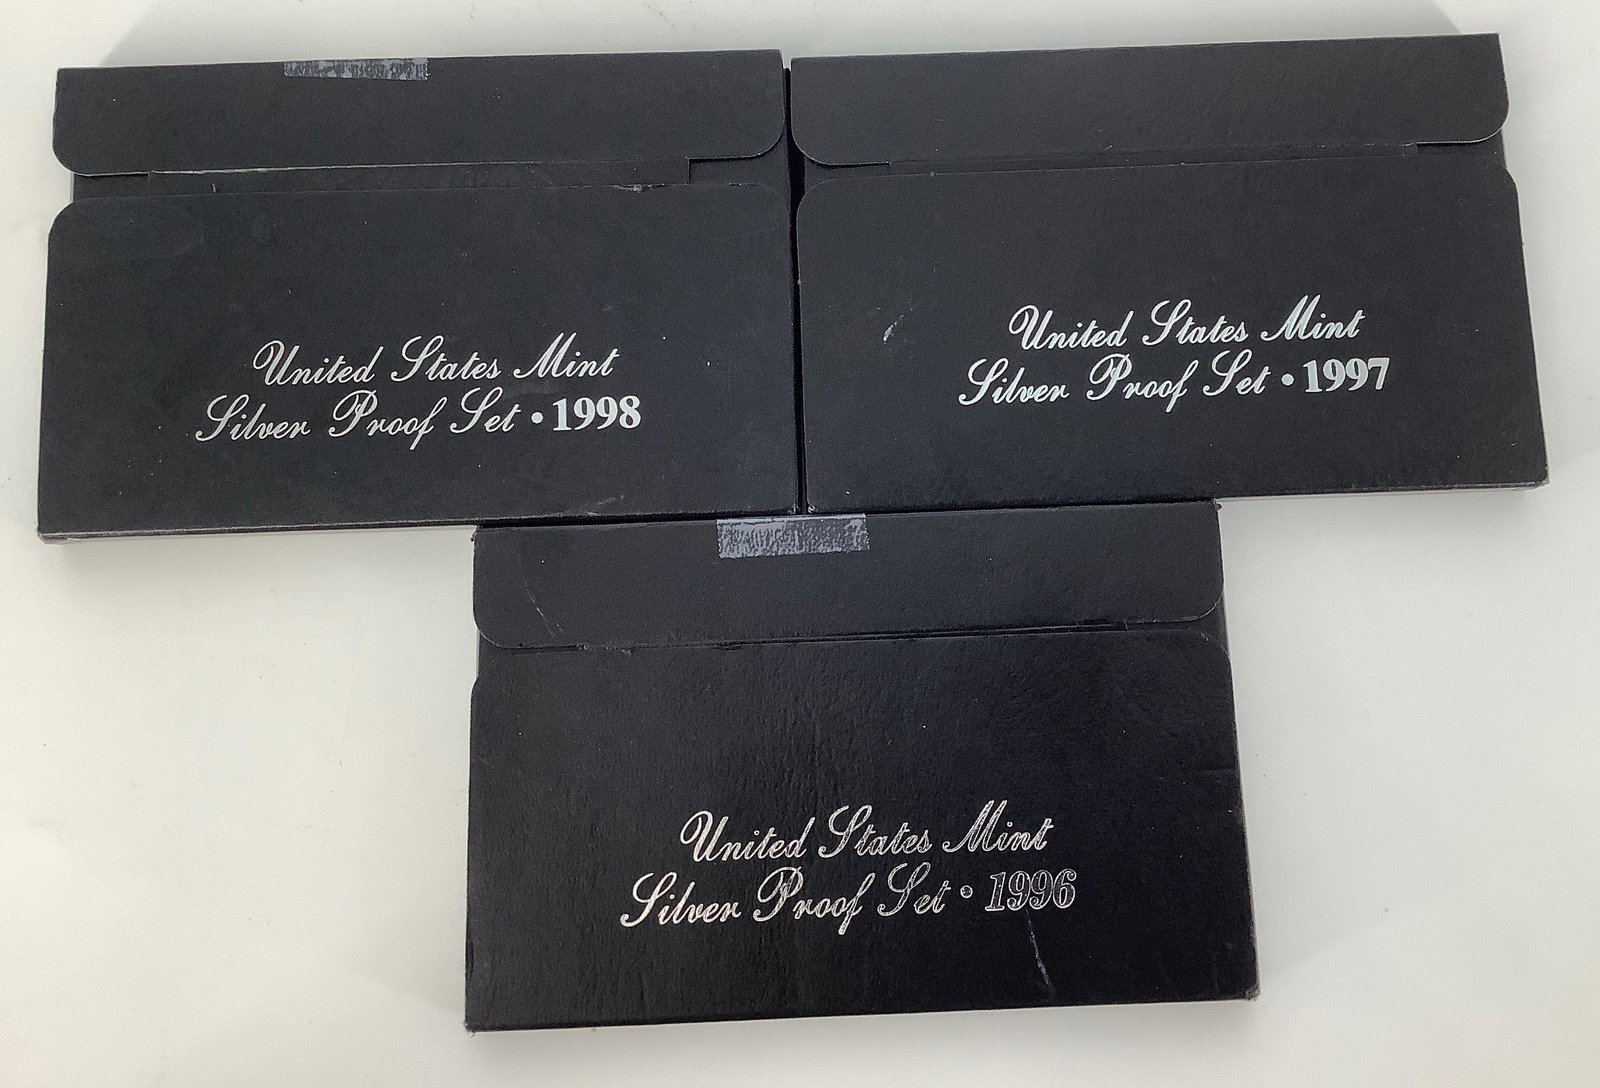 United States Mint
Silver Proof Set • 1998
United States Mint
Silver Proof Set • 1997
United States Mint
Silver Proof Set • 1996